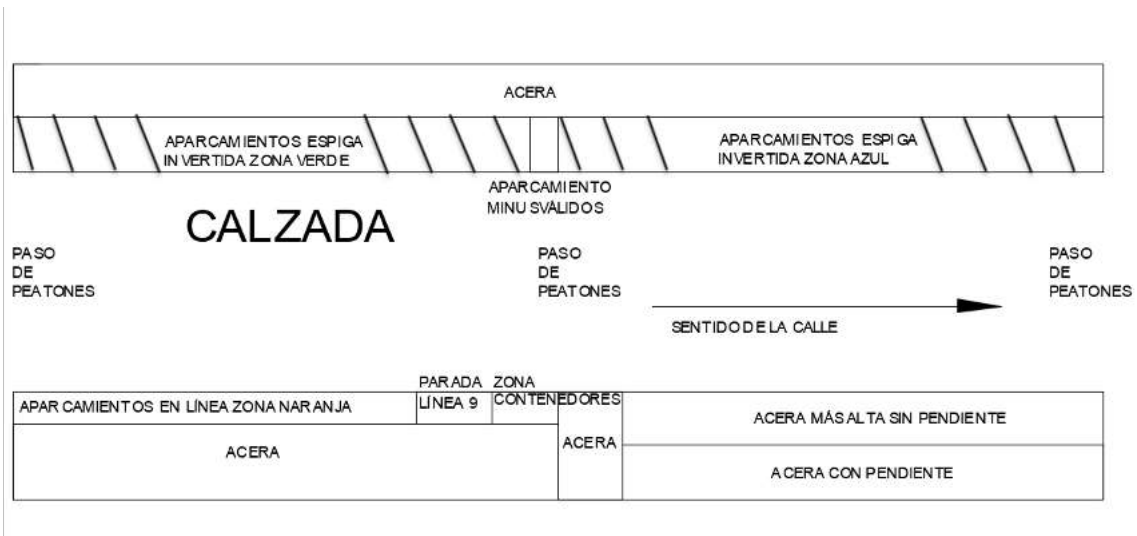 ACERA
APARCAMIENTOS ESPIGA
INVERTIDA ZONA VERDE
APARCAMIENTOS ESPIGA
INVERTIDA ZONA AZUL
APARCAMIENTO
MINUSVÁLIDOS
CALZADA
PASO
DE
PEATONES
PASO
DE
PEATONES
PASO
DE
PEATONES
SENTIDO DE LA CALLE
PARADA
LÍNEA 9
ZONA
CONTENEDORES
APARCAMIENTOS EN LÍNEA ZONA NARANJA
ACERA
ACERA
ACERA MÁS ALTA SIN PENDIENTE
ACERA CON PENDIENTE